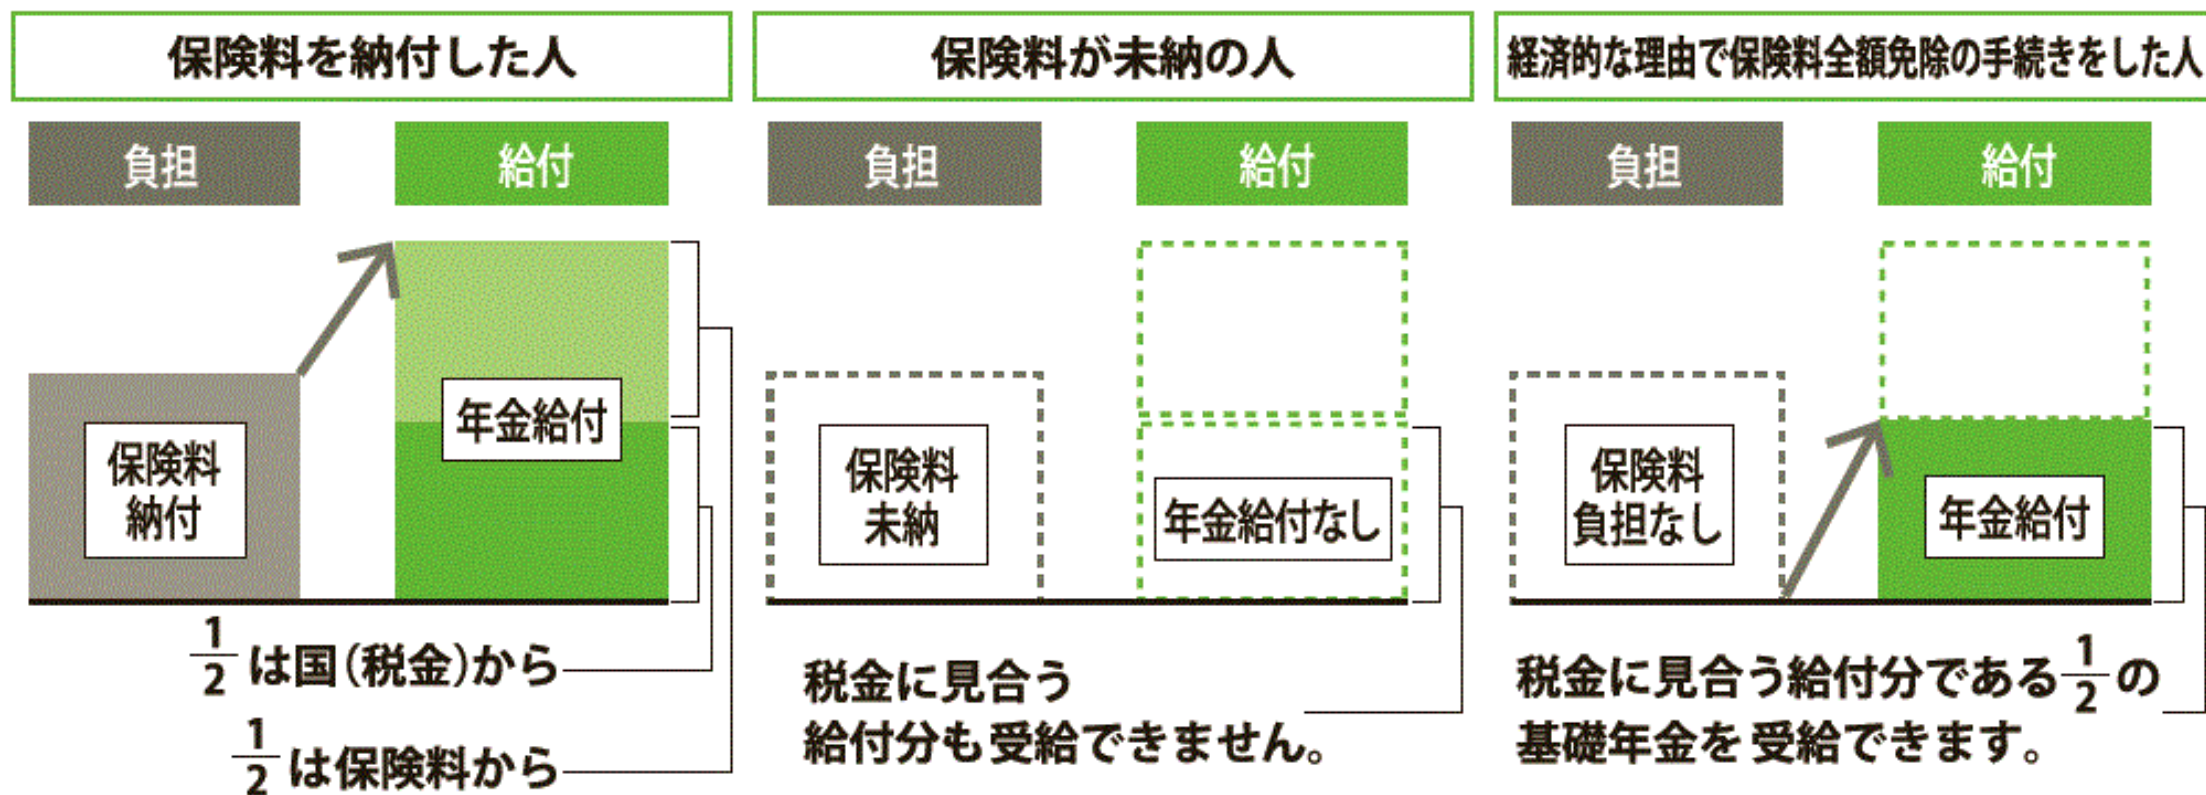 保険料を納付した人
負担
給付
保険料
納付
年金給付
1/2は国(税金)から
1/2は保険料から
保険料が未納の人
負担
給付
保険料
未納
年金給付なし
税金に見合う
給付分も受給できません。
経済的な理由で保険料全額免除の手続きをした人
負担
給付
保険料
負担なし
年金給付
税金に見合う給付分である1/2の
基礎年金を受給できます。